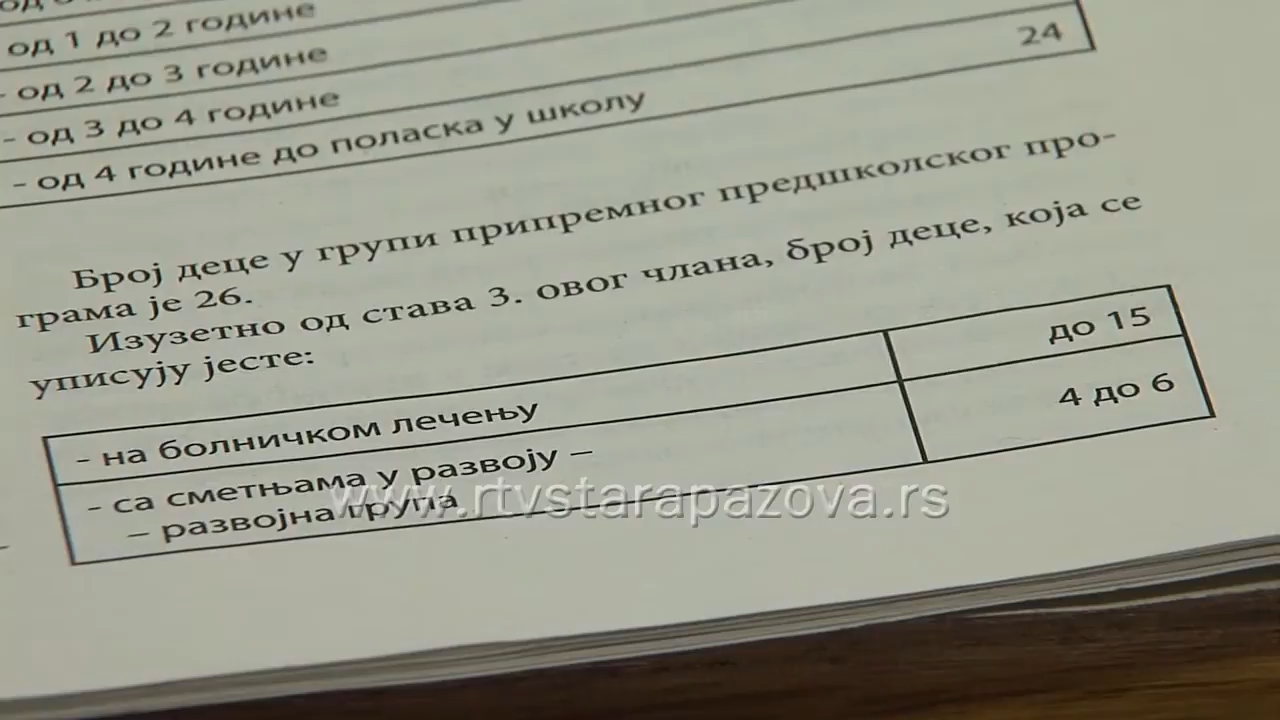 од 1 до 2 године
- од 2 до 3 године
- од 3 до 4 године
- од 4 године до поласка у школу 24
Број деце у групи припремног предшколског про-
грама је 26.
Изузетно од става 3. овог члана, број деце, која се
уписују јесте:
- на болничком лечењу до 15
- са сметњама у развоју – 4 до 6
– развојна група
www.rtvstarapazova.rs